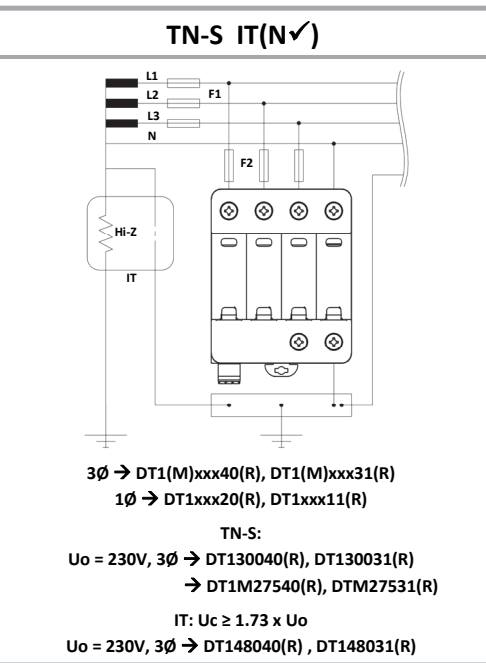 TN-S IT(N✓)
L1
F1
L2
L3
N
F2
Hi-Z
IT
3Ø → DT1(M)xxx40(R), DT1(M)xxx31(R)
1Ø → DT1xxx20(R), DT1xxx11(R)
TN-S:
Uo = 230V, 3Ø → DT130040(R), DT130031(R)
→ DT1M27540(R), DTM27531(R)
IT: Uc ≥ 1.73 x Uo
Uo = 230V, 3Ø → DT148040(R) , DT148031(R)